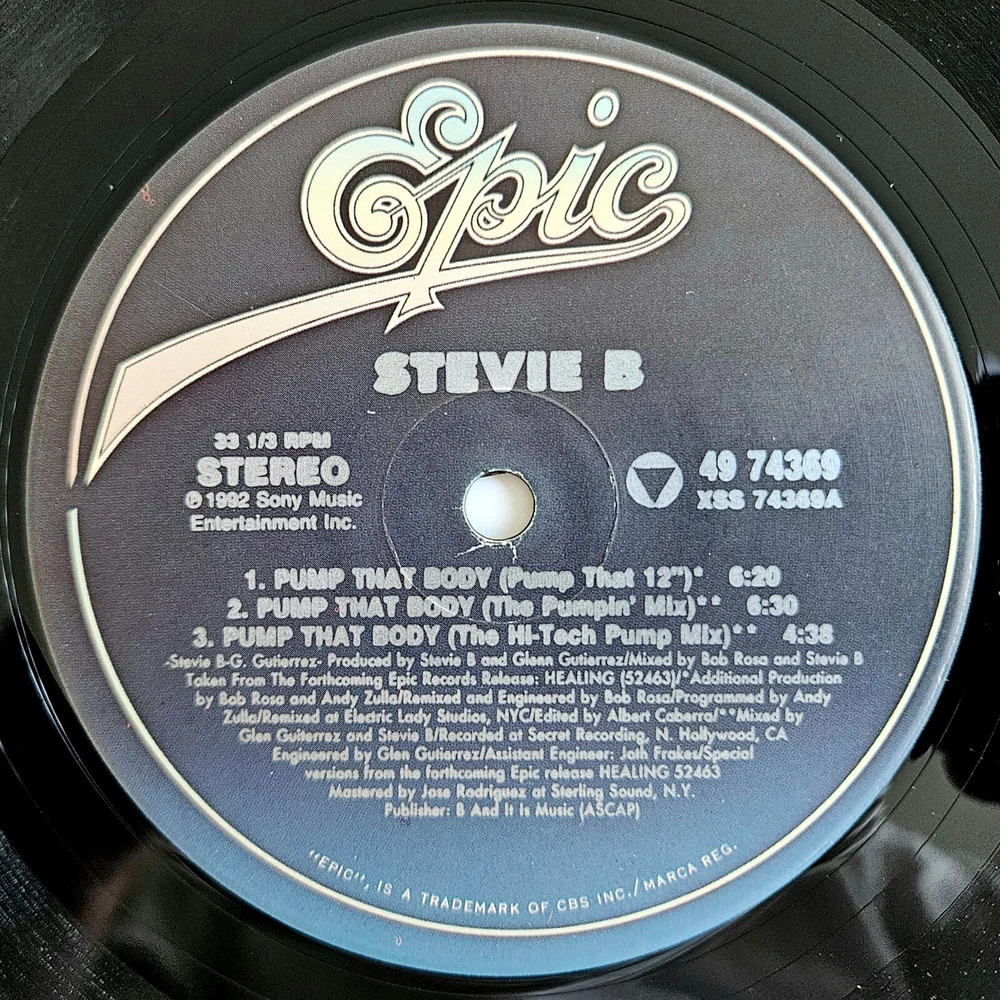 Epic
STEVIE B
33 1/3 RPM
STEREO
℗ 1992 Sony Music
Entertainment Inc.
49 74369
XSS 74369A
1. PUMP THAT BODY (Pump That 12")* 6:20
2. PUMP THAT BODY (The Pumpin' Mix)** 6:30
3. PUMP THAT BODY (The Hi-Tech Pump Mix)** 4:38
-Stevie B-G. Gutierrez- Produced by Stevie B and Glenn Gutierrez/Mixed by Bob Rosa and Stevie B
Taken From The Forthcoming Epic Records Release: HEALING (52463)/*Additional Production
by Bob Rosa and Andy Zulla/Remixed and Engineered by Bob Rosa/Programmed by Andy
Zulla/Remixed at Electric Lady Studios, NYC/Edited by Albert Caberra/**Mixed by
Glen Guiterrez and Stevie B/Recorded at Secret Recording, N. Hollywood, CA
Engineered by Glen Gutierrez/Assistant Engineer: Joth Frakes/Special
versions from the forthcoming Epic release HEALING 52463
Mastered by Jose Rodriguez at Sterling Sound, N.Y.
Publisher: B And It Is Music (ASCAP)
"EPIC", IS A TRADEMARK OF CBS INC./MARCA REG.